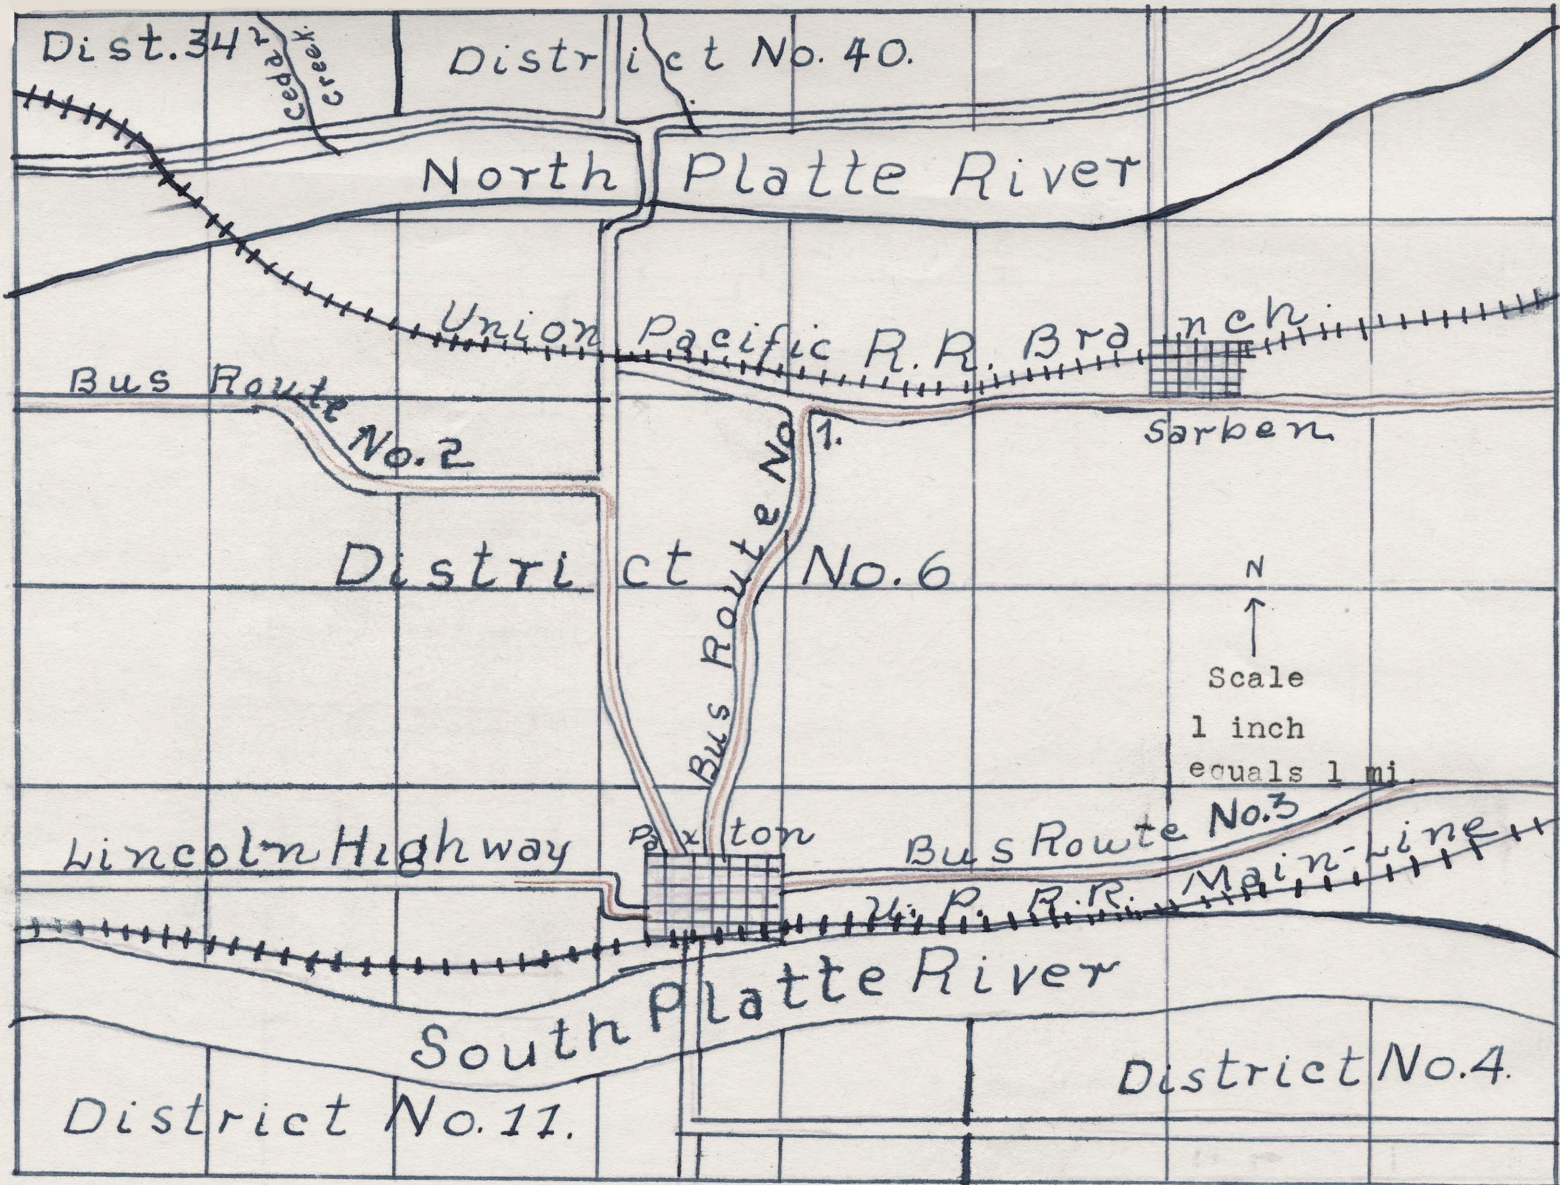 Dist.34
Cedar
Creek.
District No. 40.
North Platte River
Union Pacific R.R. Branch.
Bus Route No.2
Sarben
Bus Route No 1.
District No.6
N
Scale
1 inch
equals 1 mi.
Paxton
Lincoln Highway
Bus Route No.3
U. P. R.R. Main-Line
South Platte River
District No.4.
District No.11.